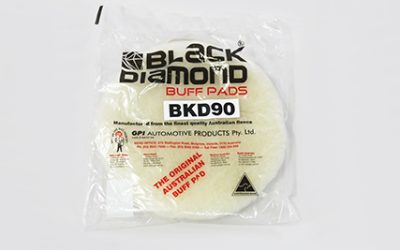 BLACK
DIAMOND
BUFF PADS
BKD90
Manufactured from the finest quality Australian fleece
GPI AUTOMOTIVE PRODUCTS Pty. Ltd.
THE ORIGINAL
AUSTRALIAN
BUFF PAD